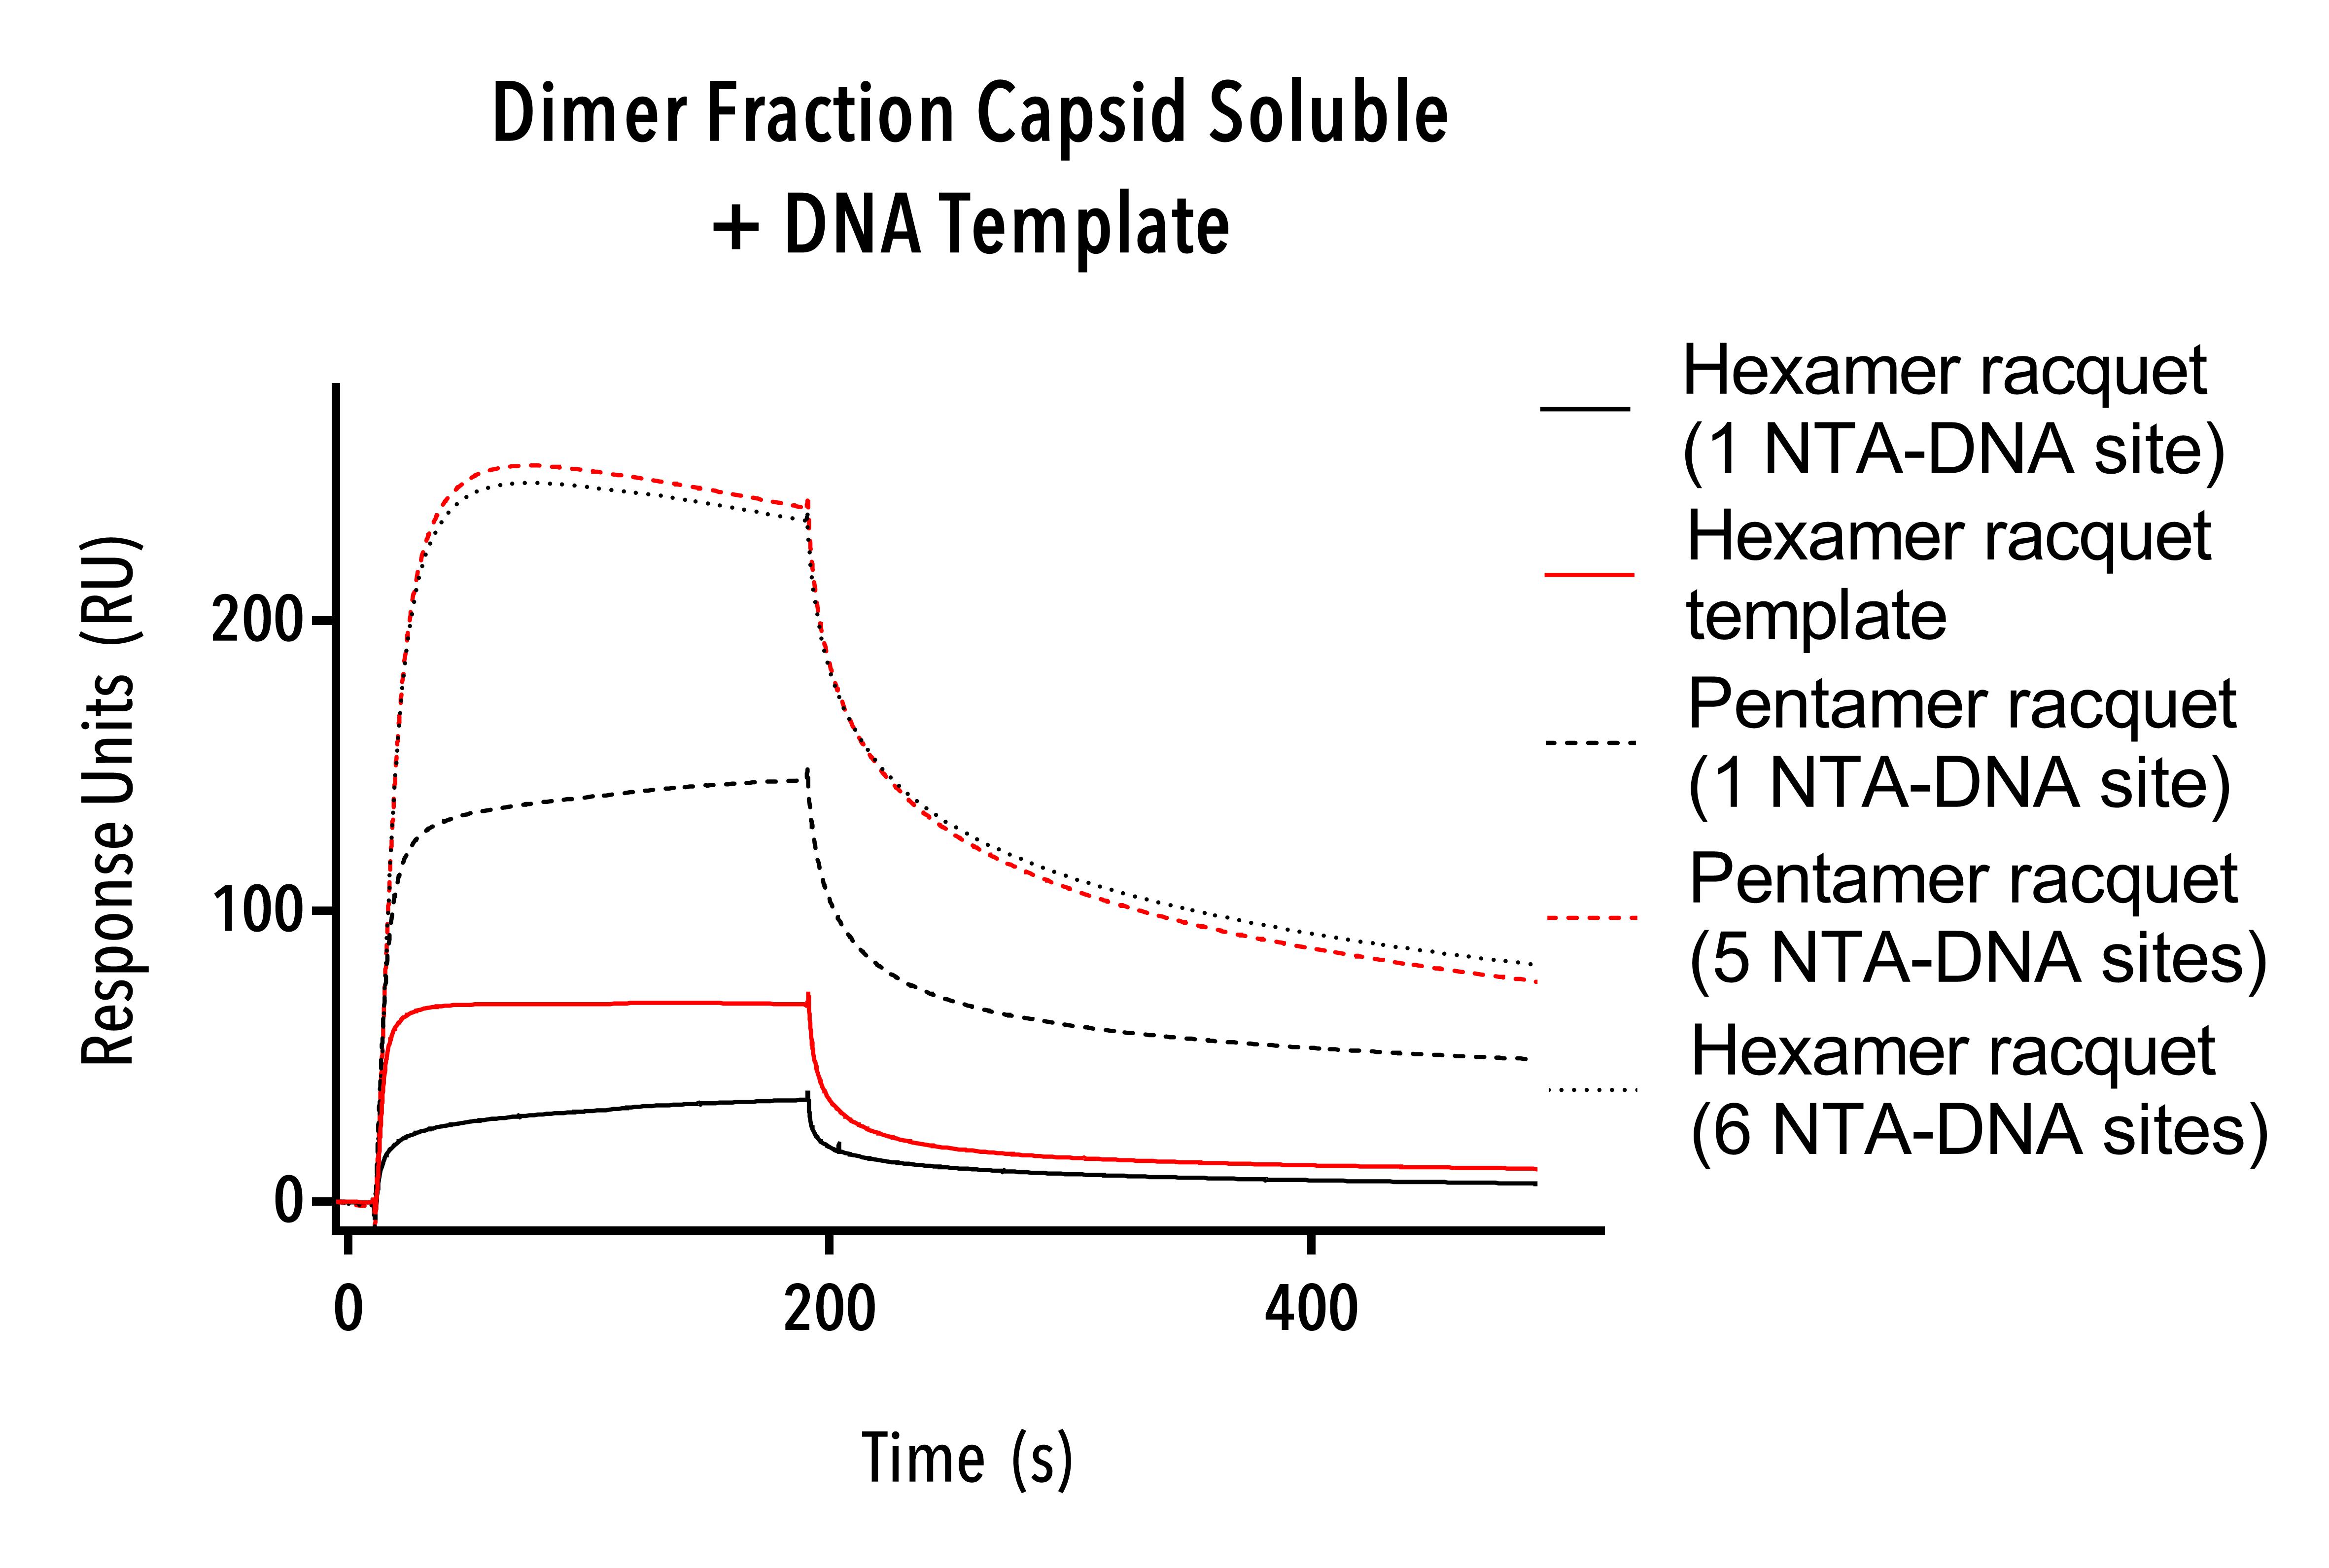 Dimer Fraction Capsid Soluble
+ DNA Template
Response Units (RU)
200
100
0
0
200
400
Time (s)
Hexamer racquet
(1 NTA-DNA site)
Hexamer racquet
template
Pentamer racquet
(1 NTA-DNA site)
Pentamer racquet
(5 NTA-DNA sites)
Hexamer racquet
(6 NTA-DNA sites)